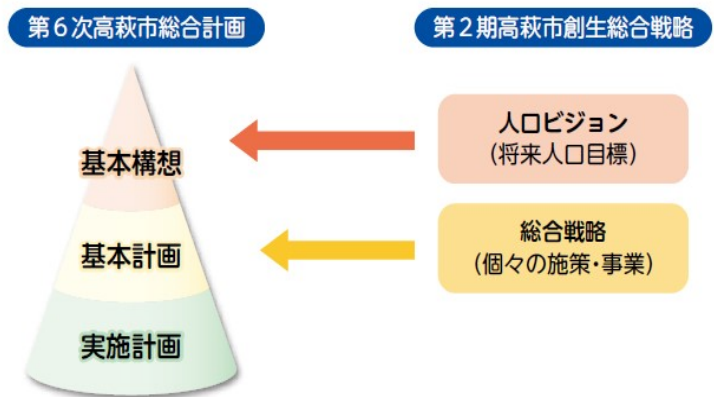 第6次高萩市総合計画
第2期高萩市創生総合戦略
基本構想
基本計画
実施計画
人口ビジョン
(将来人口目標)
総合戦略
(個々の施策・事業)